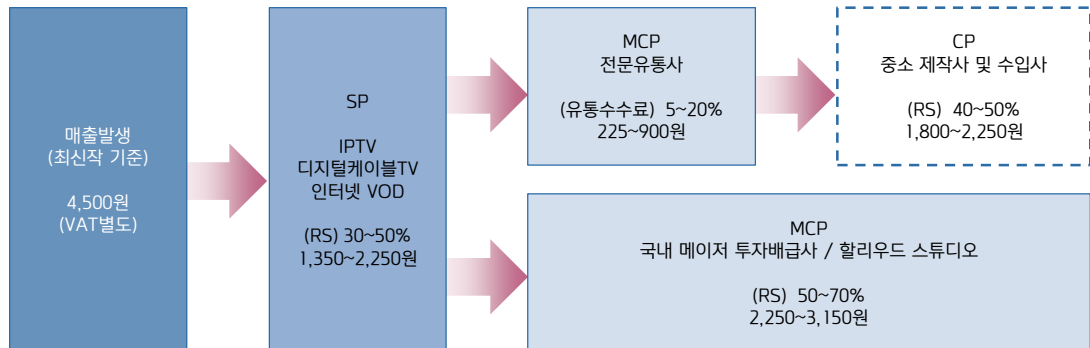 매출발생
(최신작 기준)
4,500원
(VAT별도)
SP
IPTV
디지털케이블TV
인터넷 VOD
(RS) 30~50%
1,350~2,250원
MCP
전문유통사
(유통수수료) 5~20%
225~900원
CP
중소 제작사 및 수입사
(RS) 40~50%
1,800~2,250원
MCP
국내 메이저 투자배급사 / 할리우드 스튜디오
(RS) 50~70%
2,250~3,150원